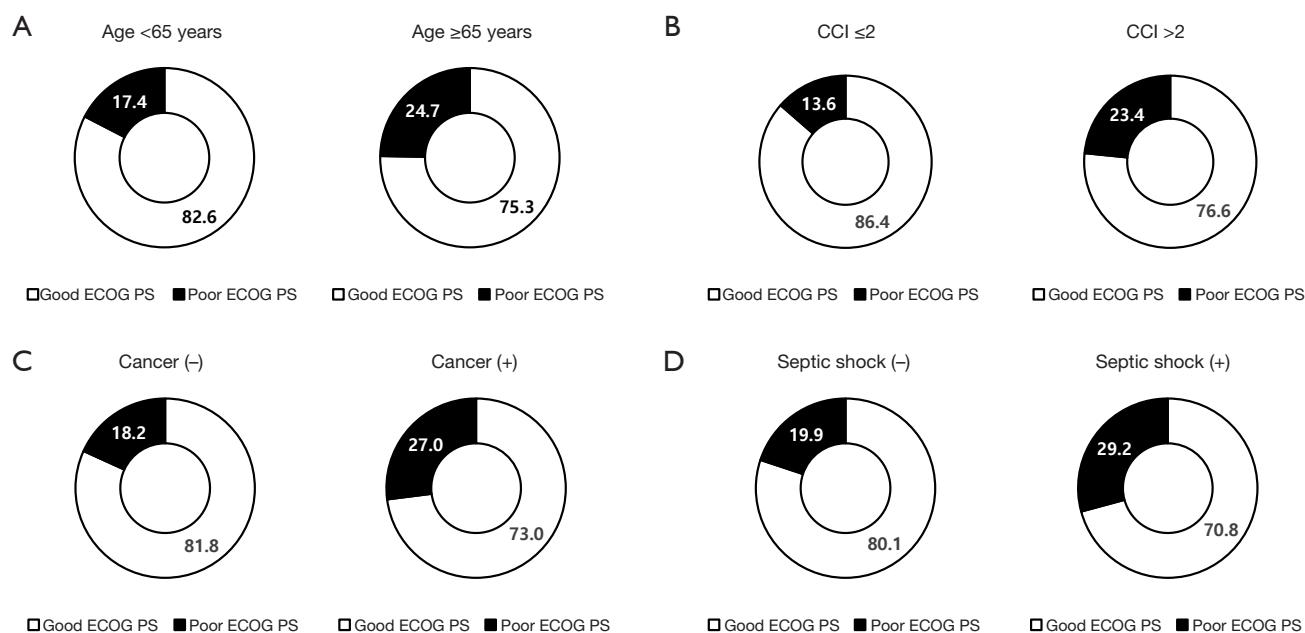 A
Age <65 years
17.4
82.6
Good ECOG PS
Poor ECOG PS
Age ≥65 years
24.7
75.3
Good ECOG PS
Poor ECOG PS
B
CCI ≤2
13.6
86.4
Good ECOG PS
Poor ECOG PS
CCI >2
23.4
76.6
Good ECOG PS
Poor ECOG PS
C
Cancer (–)
18.2
81.8
Good ECOG PS
Poor ECOG PS
Cancer (+)
27.0
73.0
Good ECOG PS
Poor ECOG PS
D
Septic shock (–)
19.9
80.1
Good ECOG PS
Poor ECOG PS
Septic shock (+)
29.2
70.8
Good ECOG PS
Poor ECOG PS